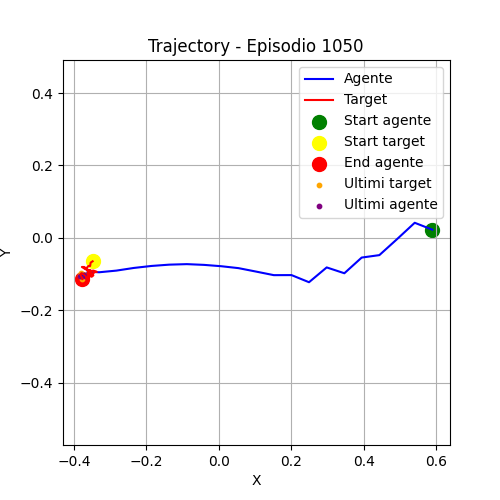 Trajectory - Episodio 1050
Agente
Target
Start agente
Start target
End agente
Ultimi target
Ultimi agente
Y
0.4
0.2
0.0
−0.2
−0.4
−0.4
−0.2
0.0
0.2
0.4
0.6
X